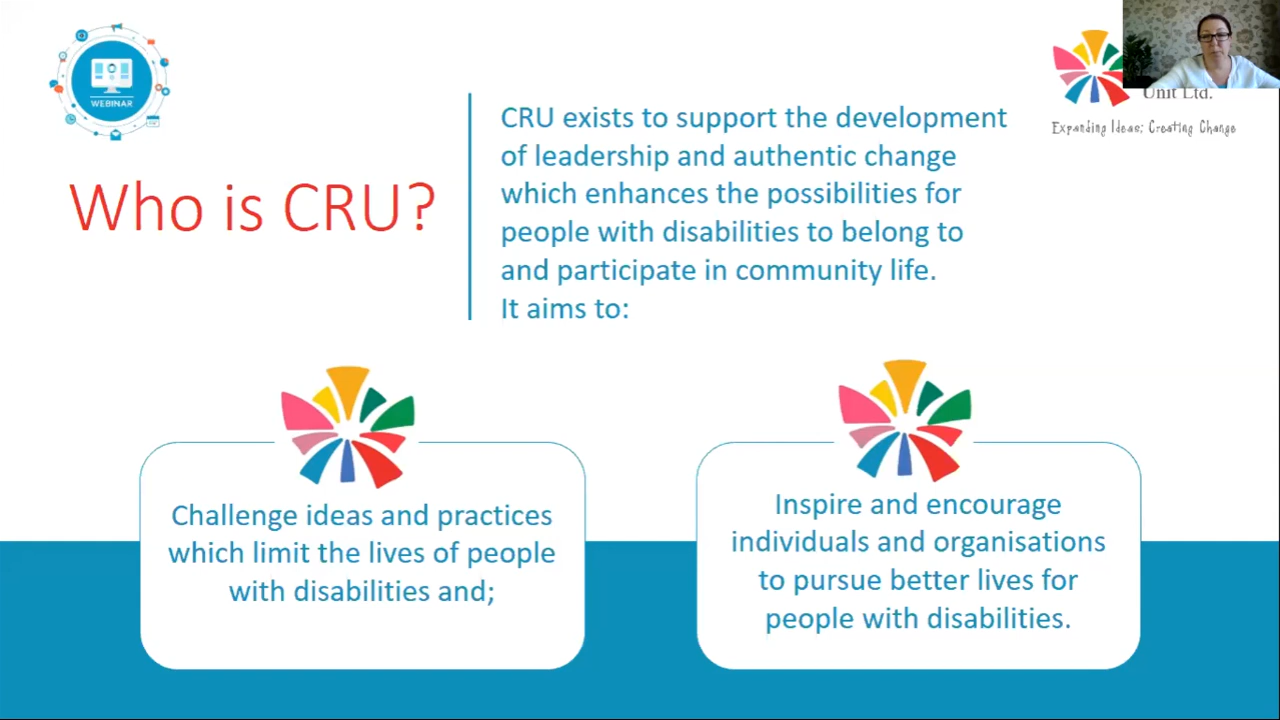 WEBINAR
Unit Ltd.
Expanding Ideas; Creating Change
Who is CRU?
CRU exists to support the development
of leadership and authentic change
which enhances the possibilities for
people with disabilities to belong to
and participate in community life.
It aims to:
Challenge ideas and practices
which limit the lives of people
with disabilities and;
Inspire and encourage
individuals and organisations
to pursue better lives for
people with disabilities.